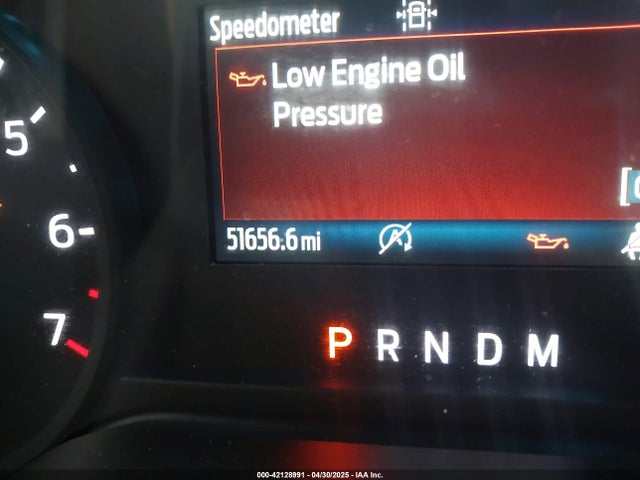 Speedometer
Low Engine Oil
Pressure
51656.6 mi
5
6
7
P R N D M
000-42128991 - 04/30/2025 - IAA Inc.